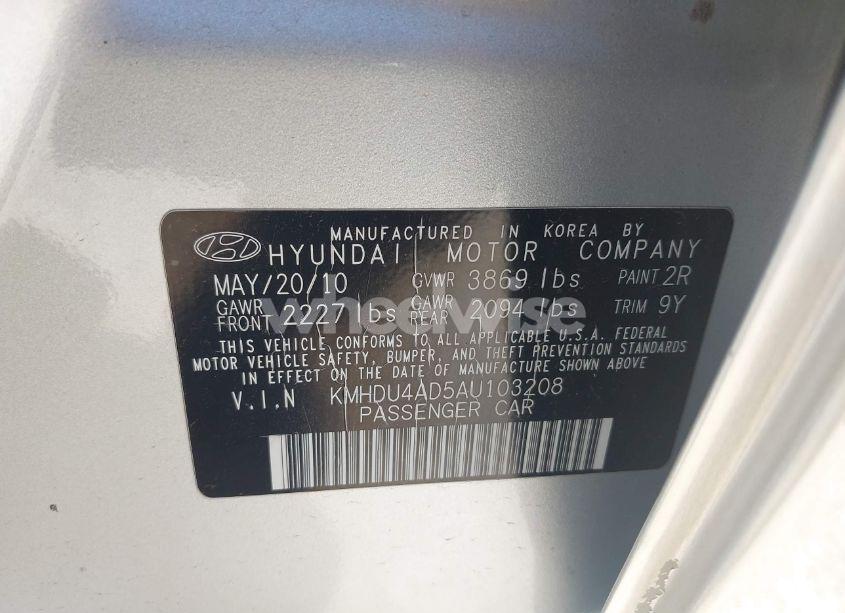 MANUFACTURED IN KOREA BY
HYUNDAI MOTOR COMPANY
MAY/20/10 GVWR 3869 lbs PAINT 2R
GAWR FRONT 2227 lbs GAWR REAR 2094 lbs TRIM 9Y
THIS VEHICLE CONFORMS TO ALL APPLICABLE U.S.A. FEDERAL
MOTOR VEHICLE SAFETY, BUMPER, AND THEFT PREVENTION STANDARDS
IN EFFECT ON THE DATE OF MANUFACTURE SHOWN ABOVE
V.I.N KMHDU4AD5AU103208
PASSENGER CAR
wheelwise